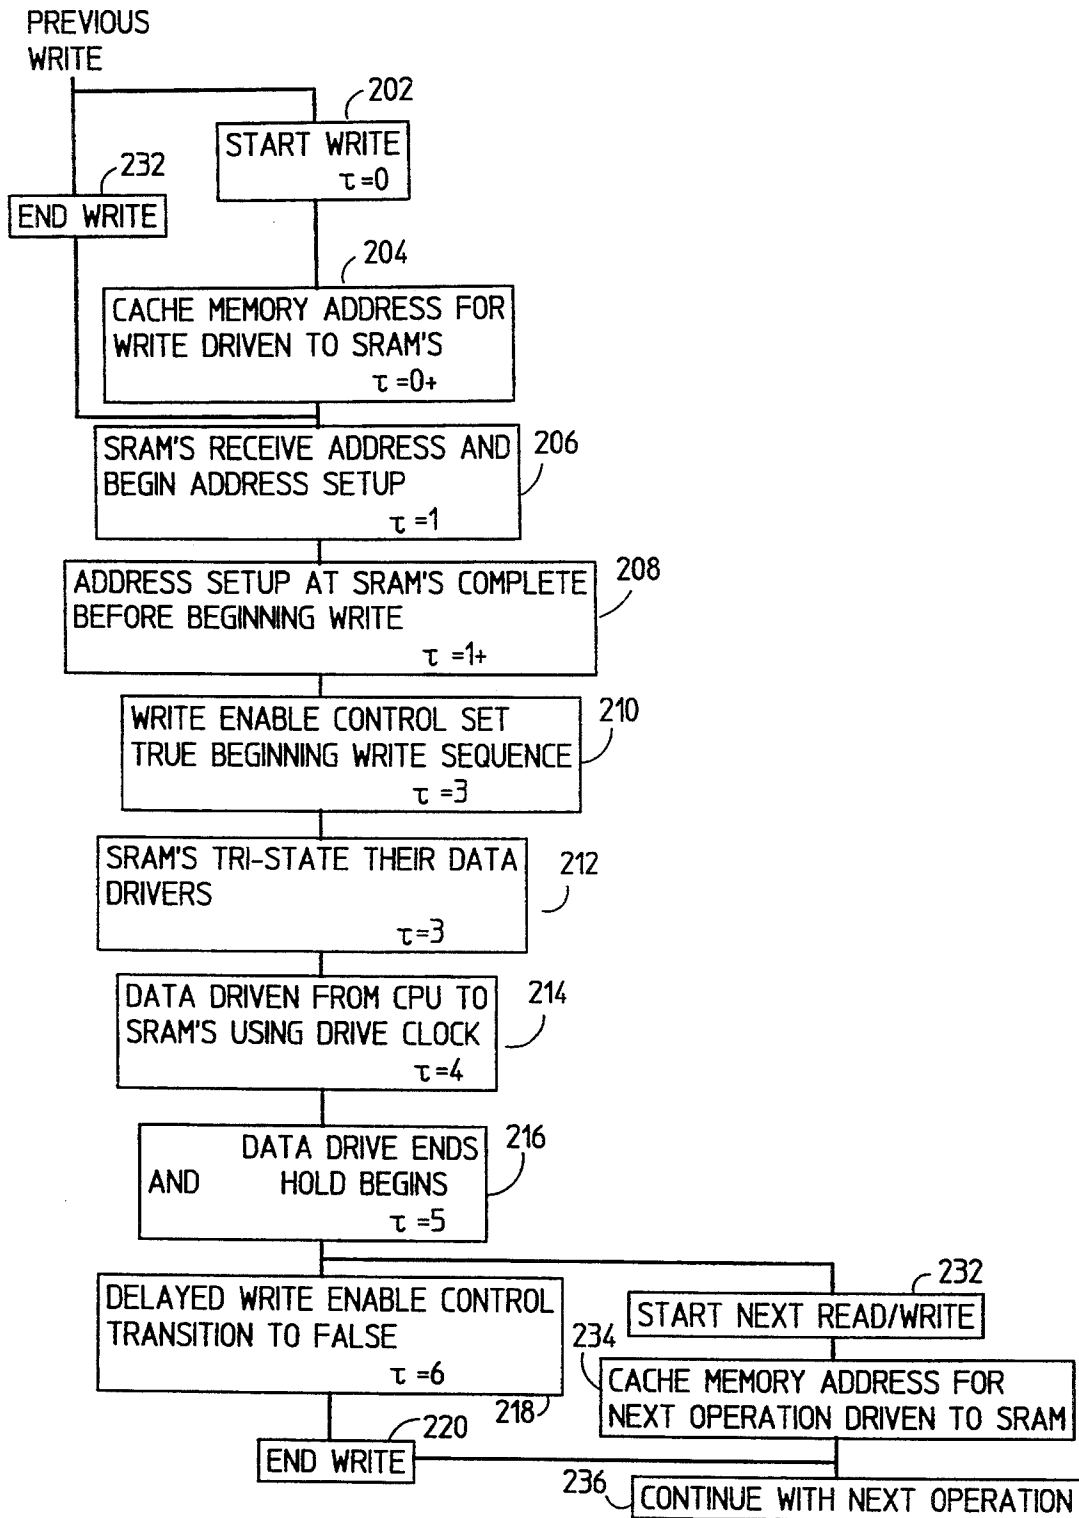 PREVIOUS
WRITE
202
START WRITE
τ=0
232
END WRITE
204
CACHE MEMORY ADDRESS FOR
WRITE DRIVEN TO SRAM'S
τ=0+
206
SRAM'S RECEIVE ADDRESS AND
BEGIN ADDRESS SETUP
τ=1
208
ADDRESS SETUP AT SRAM'S COMPLETE
BEFORE BEGINNING WRITE
τ=1+
210
WRITE ENABLE CONTROL SET
TRUE BEGINNING WRITE SEQUENCE
τ=3
212
SRAM'S TRI-STATE THEIR DATA
DRIVERS
τ=3
214
DATA DRIVEN FROM CPU TO
SRAM'S USING DRIVE CLOCK
τ=4
216
DATA DRIVE ENDS
AND HOLD BEGINS
τ=5
DELAYED WRITE ENABLE CONTROL
TRANSITION TO FALSE
τ=6
218
232
START NEXT READ/WRITE
234
CACHE MEMORY ADDRESS FOR
NEXT OPERATION DRIVEN TO SRAM
220
END WRITE
236
CONTINUE WITH NEXT OPERATION